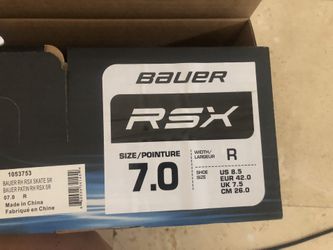 BAUER
RSX
SIZE/POINTURE
7.0
WIDTH/
LARGEUR
R
SHOE
SIZE
US 8.5
EUR 42.0
UK 7.5
CM 26.0
1053753
BAUER RH RSX SKATE SR
BAUER PATIN RH RSX SR
07.0 R
Made in China
Fabriqué en Chine